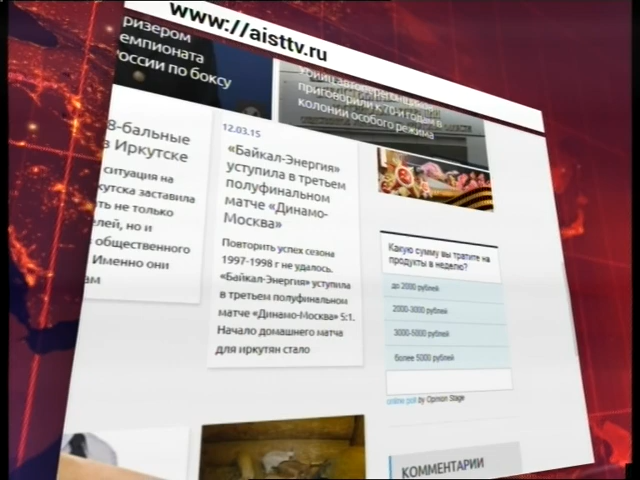 www://aisttv.ru
ризером
емпионата
России по боксу
приговорили к 70-и годам в
колонии особого режима
8-бальные
в Иркутске
ситуация на
кутска заставила
ть не только
лей, но и
общественного
Именно они
ам
12.03.15
«Байкал-Энергия»
уступила в третьем
полуфинальном
матче «Динамо-
Москва»
Повторить успех сезона
1997-1998 г не удалось.
«Байкал-Энергия» уступила
в третьем полуфинальном
матче «Динамо-Москва» 5:1.
Начало домашнего матча
для иркутян стало
Какую сумму вы тратите на
продукты в неделю?
до 2000 рублей
2000-3000 рублей
3000-5000 рублей
более 5000 рублей
online poll by Opinion Stage
КОММЕНТАРИИ